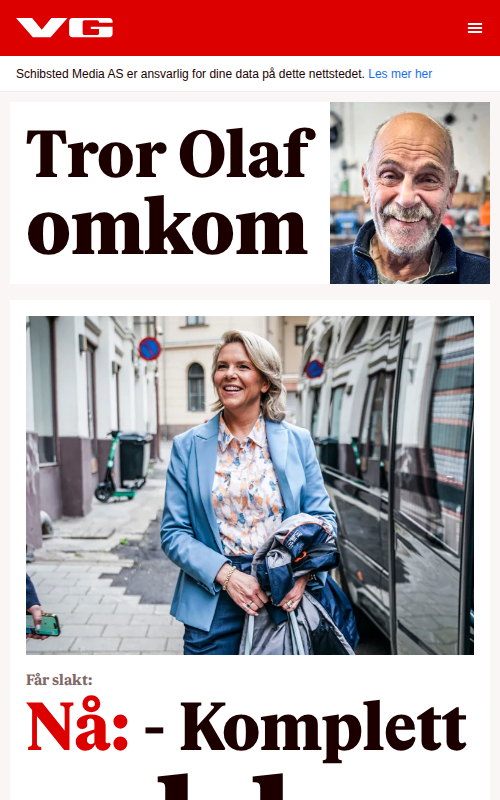 VG
Schibsted Media AS er ansvarlig for dine data på dette nettstedet. Les mer her
Tror Olaf
omkom
Får slakt:
Nå: - Komplett